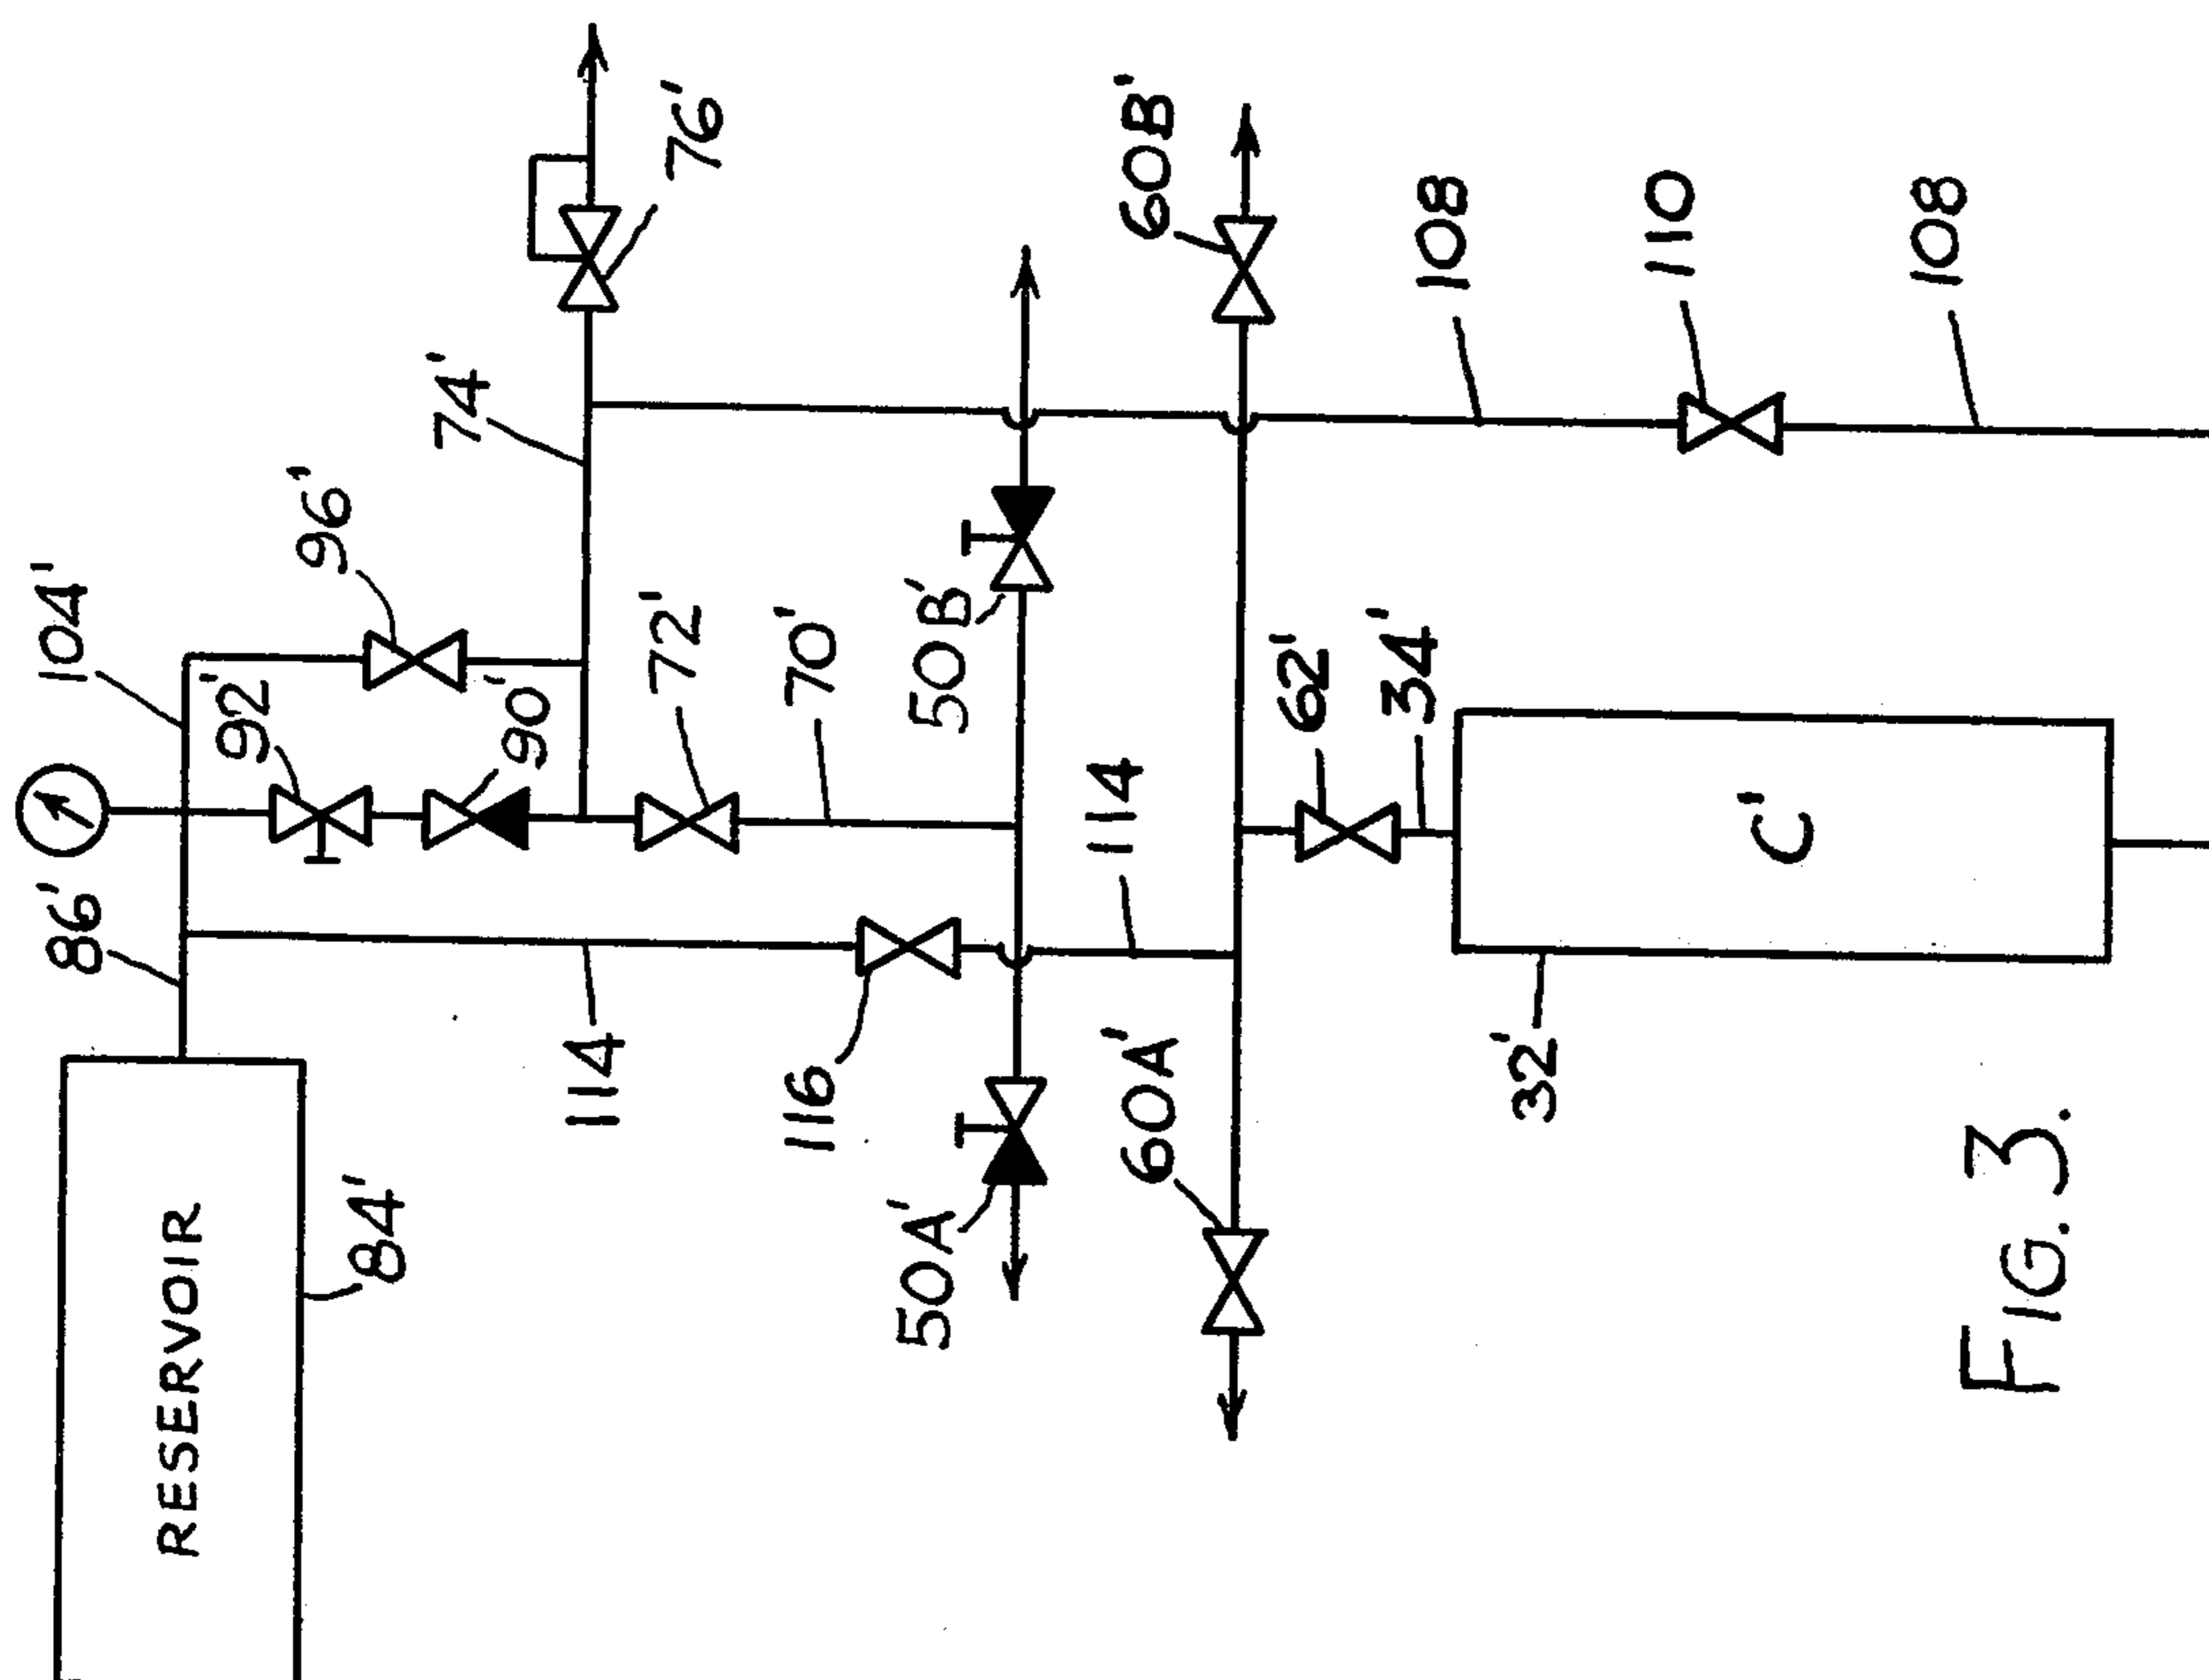 86'
104'
RESERVOIR
92'
96'
84'
74'
90'
114
72'
76'
116
70'
50A'
50B'
114
60A'
60B'
62'
34'
108
32'
110
C'
108
FIG. 3.